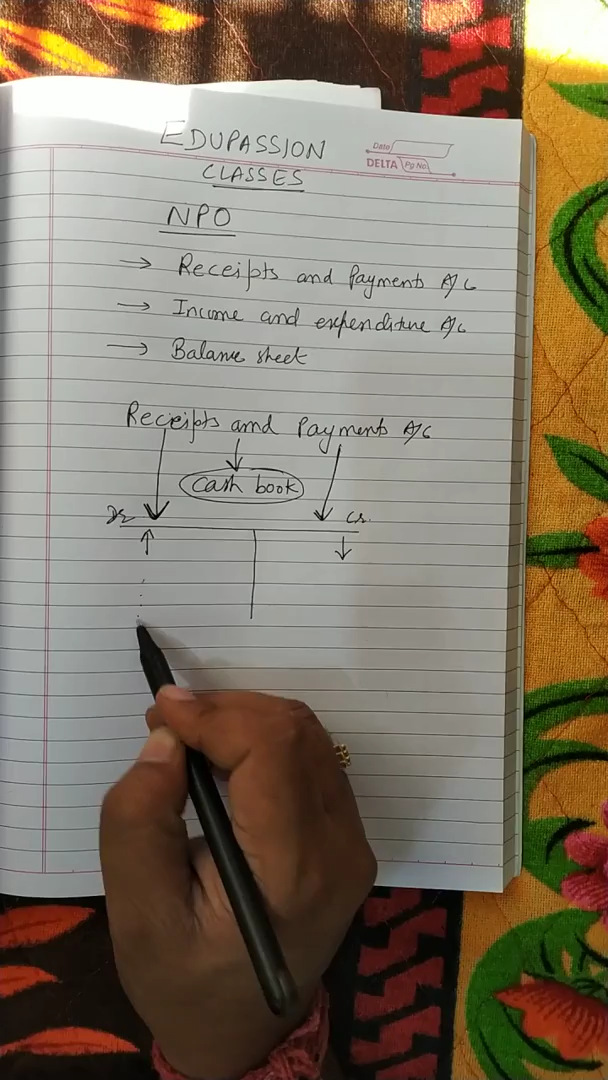 EDUPASSION
Date
DELTA Pg No.
CLASSES
NPO
→ Receipts and Payments A/C
→ Income and expenditure A/C
→ Balance sheet
Receipts and Payments A/C
Cash book
Dr Cr.